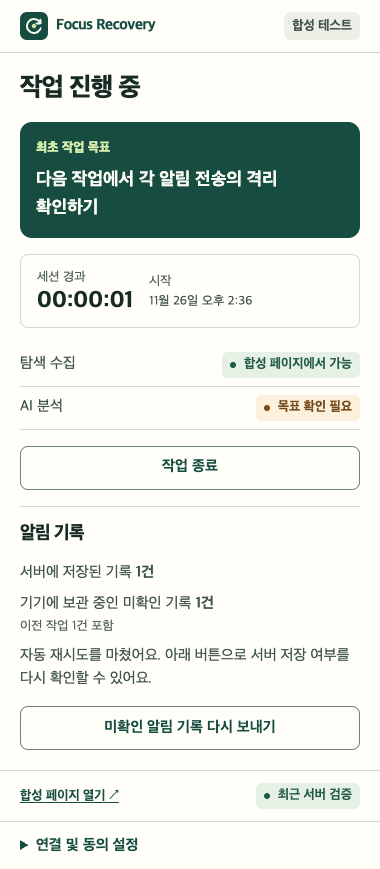 Focus Recovery
합성 테스트
작업 진행 중
최초 작업 목표
다음 작업에서 각 알림 전송의 격리
확인하기
세션 경과
시작
00:00:01
11월 26일 오후 2:36
탐색 수집
합성 페이지에서 가능
AI 분석
목표 확인 필요
작업 종료
알림 기록
서버에 저장된 기록 1건
기기에 보관 중인 미확인 기록 1건
이전 작업 1건 포함
자동 재시도를 마쳤어요. 아래 버튼으로 서버 저장 여부를
다시 확인할 수 있어요.
미확인 알림 기록 다시 보내기
합성 페이지 열기 ↗
최근 서버 검증
▶ 연결 및 동의 설정